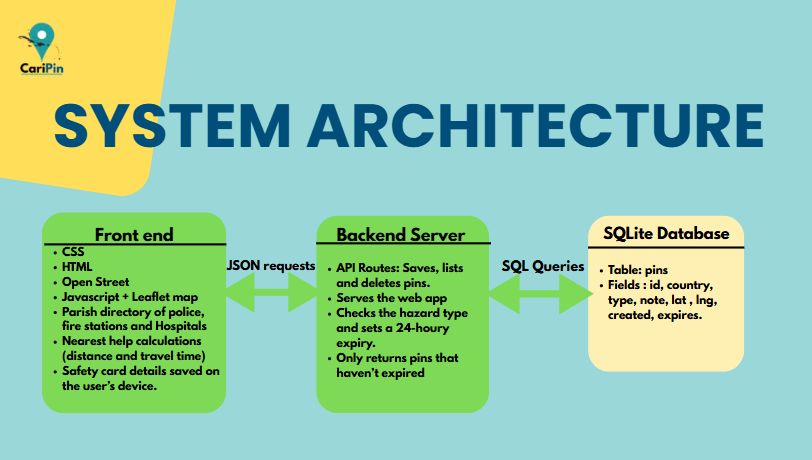 CariPin
SYSTEM ARCHITECTURE
Front end
• CSS
• HTML
• Open Street
• Javascript + Leaflet map
• Parish directory of police,
fire stations and Hospitals
• Nearest help calculations
(distance and travel time)
• Safety card details saved on
the user's device.
JSON requests
Backend Server
• API Routes: Saves, lists
and deletes pins.
• Serves the web app
• Checks the hazard type
and sets a 24-houry
expiry.
• Only returns pins that
haven't expired
SQL Queries
SQLite Database
• Table: pins
• Fields : id, country,
type, note, lat , lng,
created, expires.